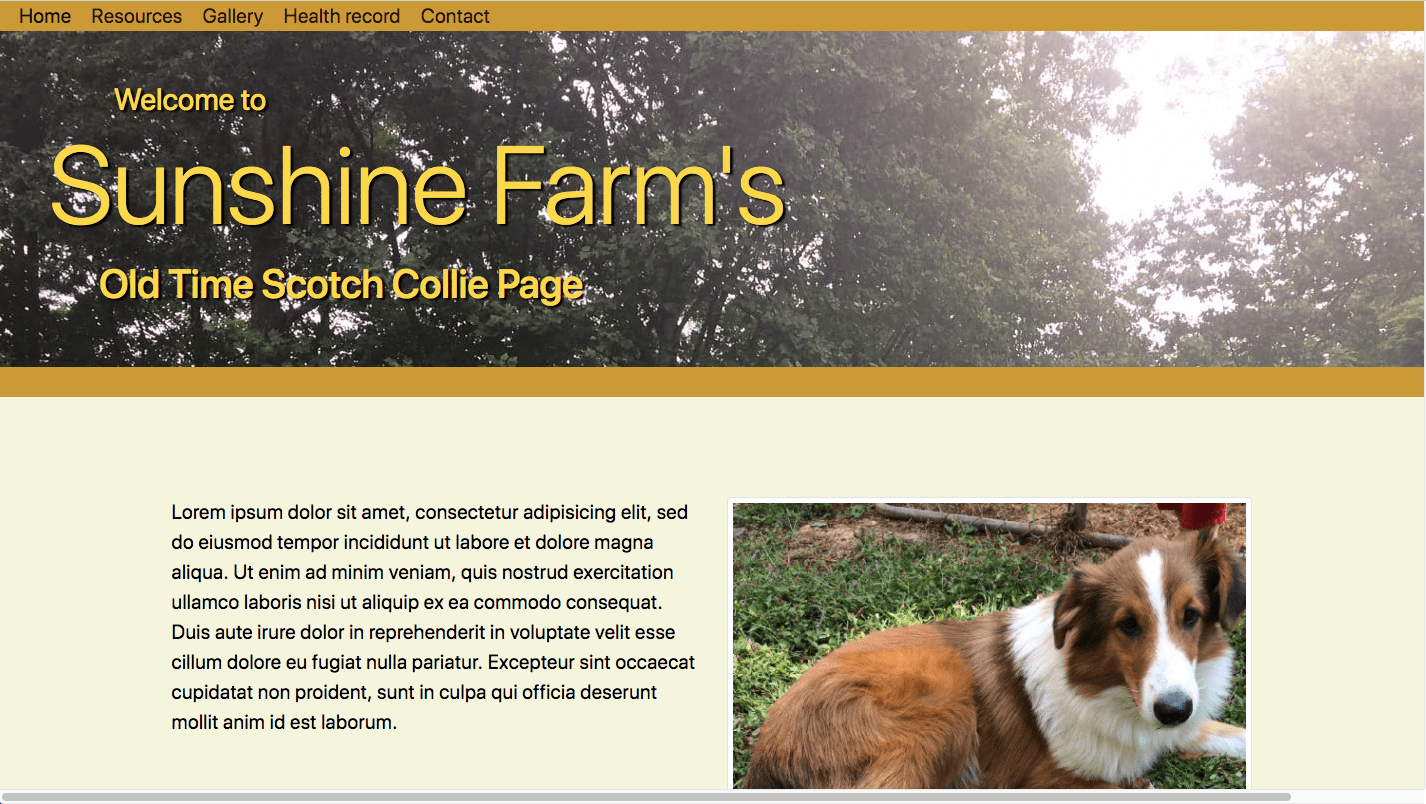 Home Resources Gallery Health record Contact
Welcome to
Sunshine Farm's
Old Time Scotch Collie Page
Lorem ipsum dolor sit amet, consectetur adipisicing elit, sed
do eiusmod tempor incididunt ut labore et dolore magna
aliqua. Ut enim ad minim veniam, quis nostrud exercitation
ullamco laboris nisi ut aliquip ex ea commodo consequat.
Duis aute irure dolor in reprehenderit in voluptate velit esse
cillum dolore eu fugiat nulla pariatur. Excepteur sint occaecat
cupidatat non proident, sunt in culpa qui officia deserunt
mollit anim id est laborum.